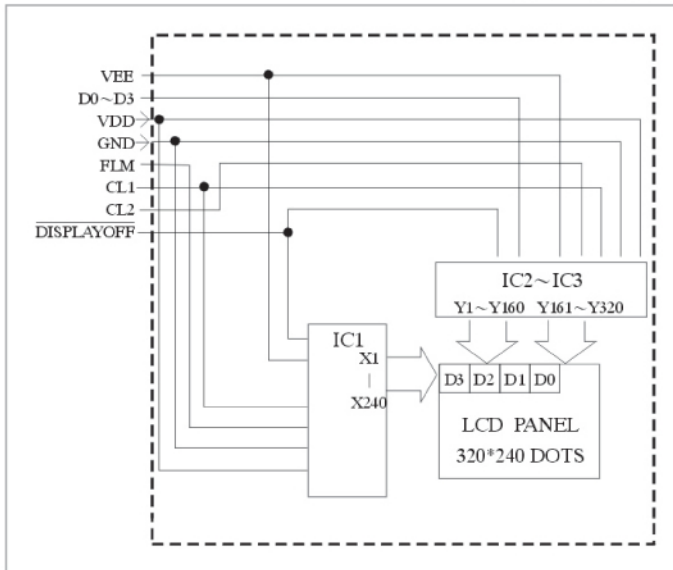 VEE
D0~D3
VDD
GND
FLM
CL1
CL2
DISPLAYOFF
IC2~IC3
Y1~Y160 Y161~Y320
IC1
X1
X240
D3 D2 D1 D0
LCD PANEL
320*240 DOTS